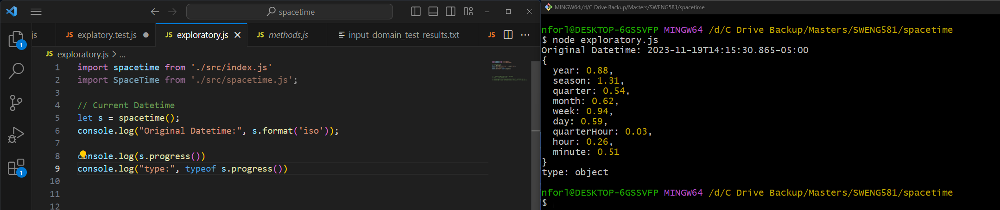 spacetime
js
JS explatory.test.js
JS exploratory.js
JS methods.js
input_domain_test_results.txt
JS
JS exploratory.js > ...
1 import spacetime from './src/index.js'
2 import SpaceTime from './src/spacetime.js';
3
4 // Current Datetime
5 let s = spacetime();
6 console.log("Original Datetime:", s.format('iso'));
7
8 console.log(s.progress())
9 console.log("type:", typeof s.progress())
10
11
12
1
1
MINGW64:/d/C Drive Backup/Masters/SWENG581/spacetime
nforl@DESKTOP-6GSSVFP MINGW64 /d/C Drive Backup/Masters/SWENG581/spacetime
$ node exploratory.js
Original Datetime: 2023-11-19T14:15:30.865-05:00
{
  year: 0.88,
  season: 1.31,
  quarter: 0.54,
  month: 0.62,
  week: 0.94,
  day: 0.59,
  quarterHour: 0.03,
  hour: 0.26,
  minute: 0.51
}
type: object
nforl@DESKTOP-6GSSVFP MINGW64 /d/C Drive Backup/Masters/SWENG581/spacetime
$